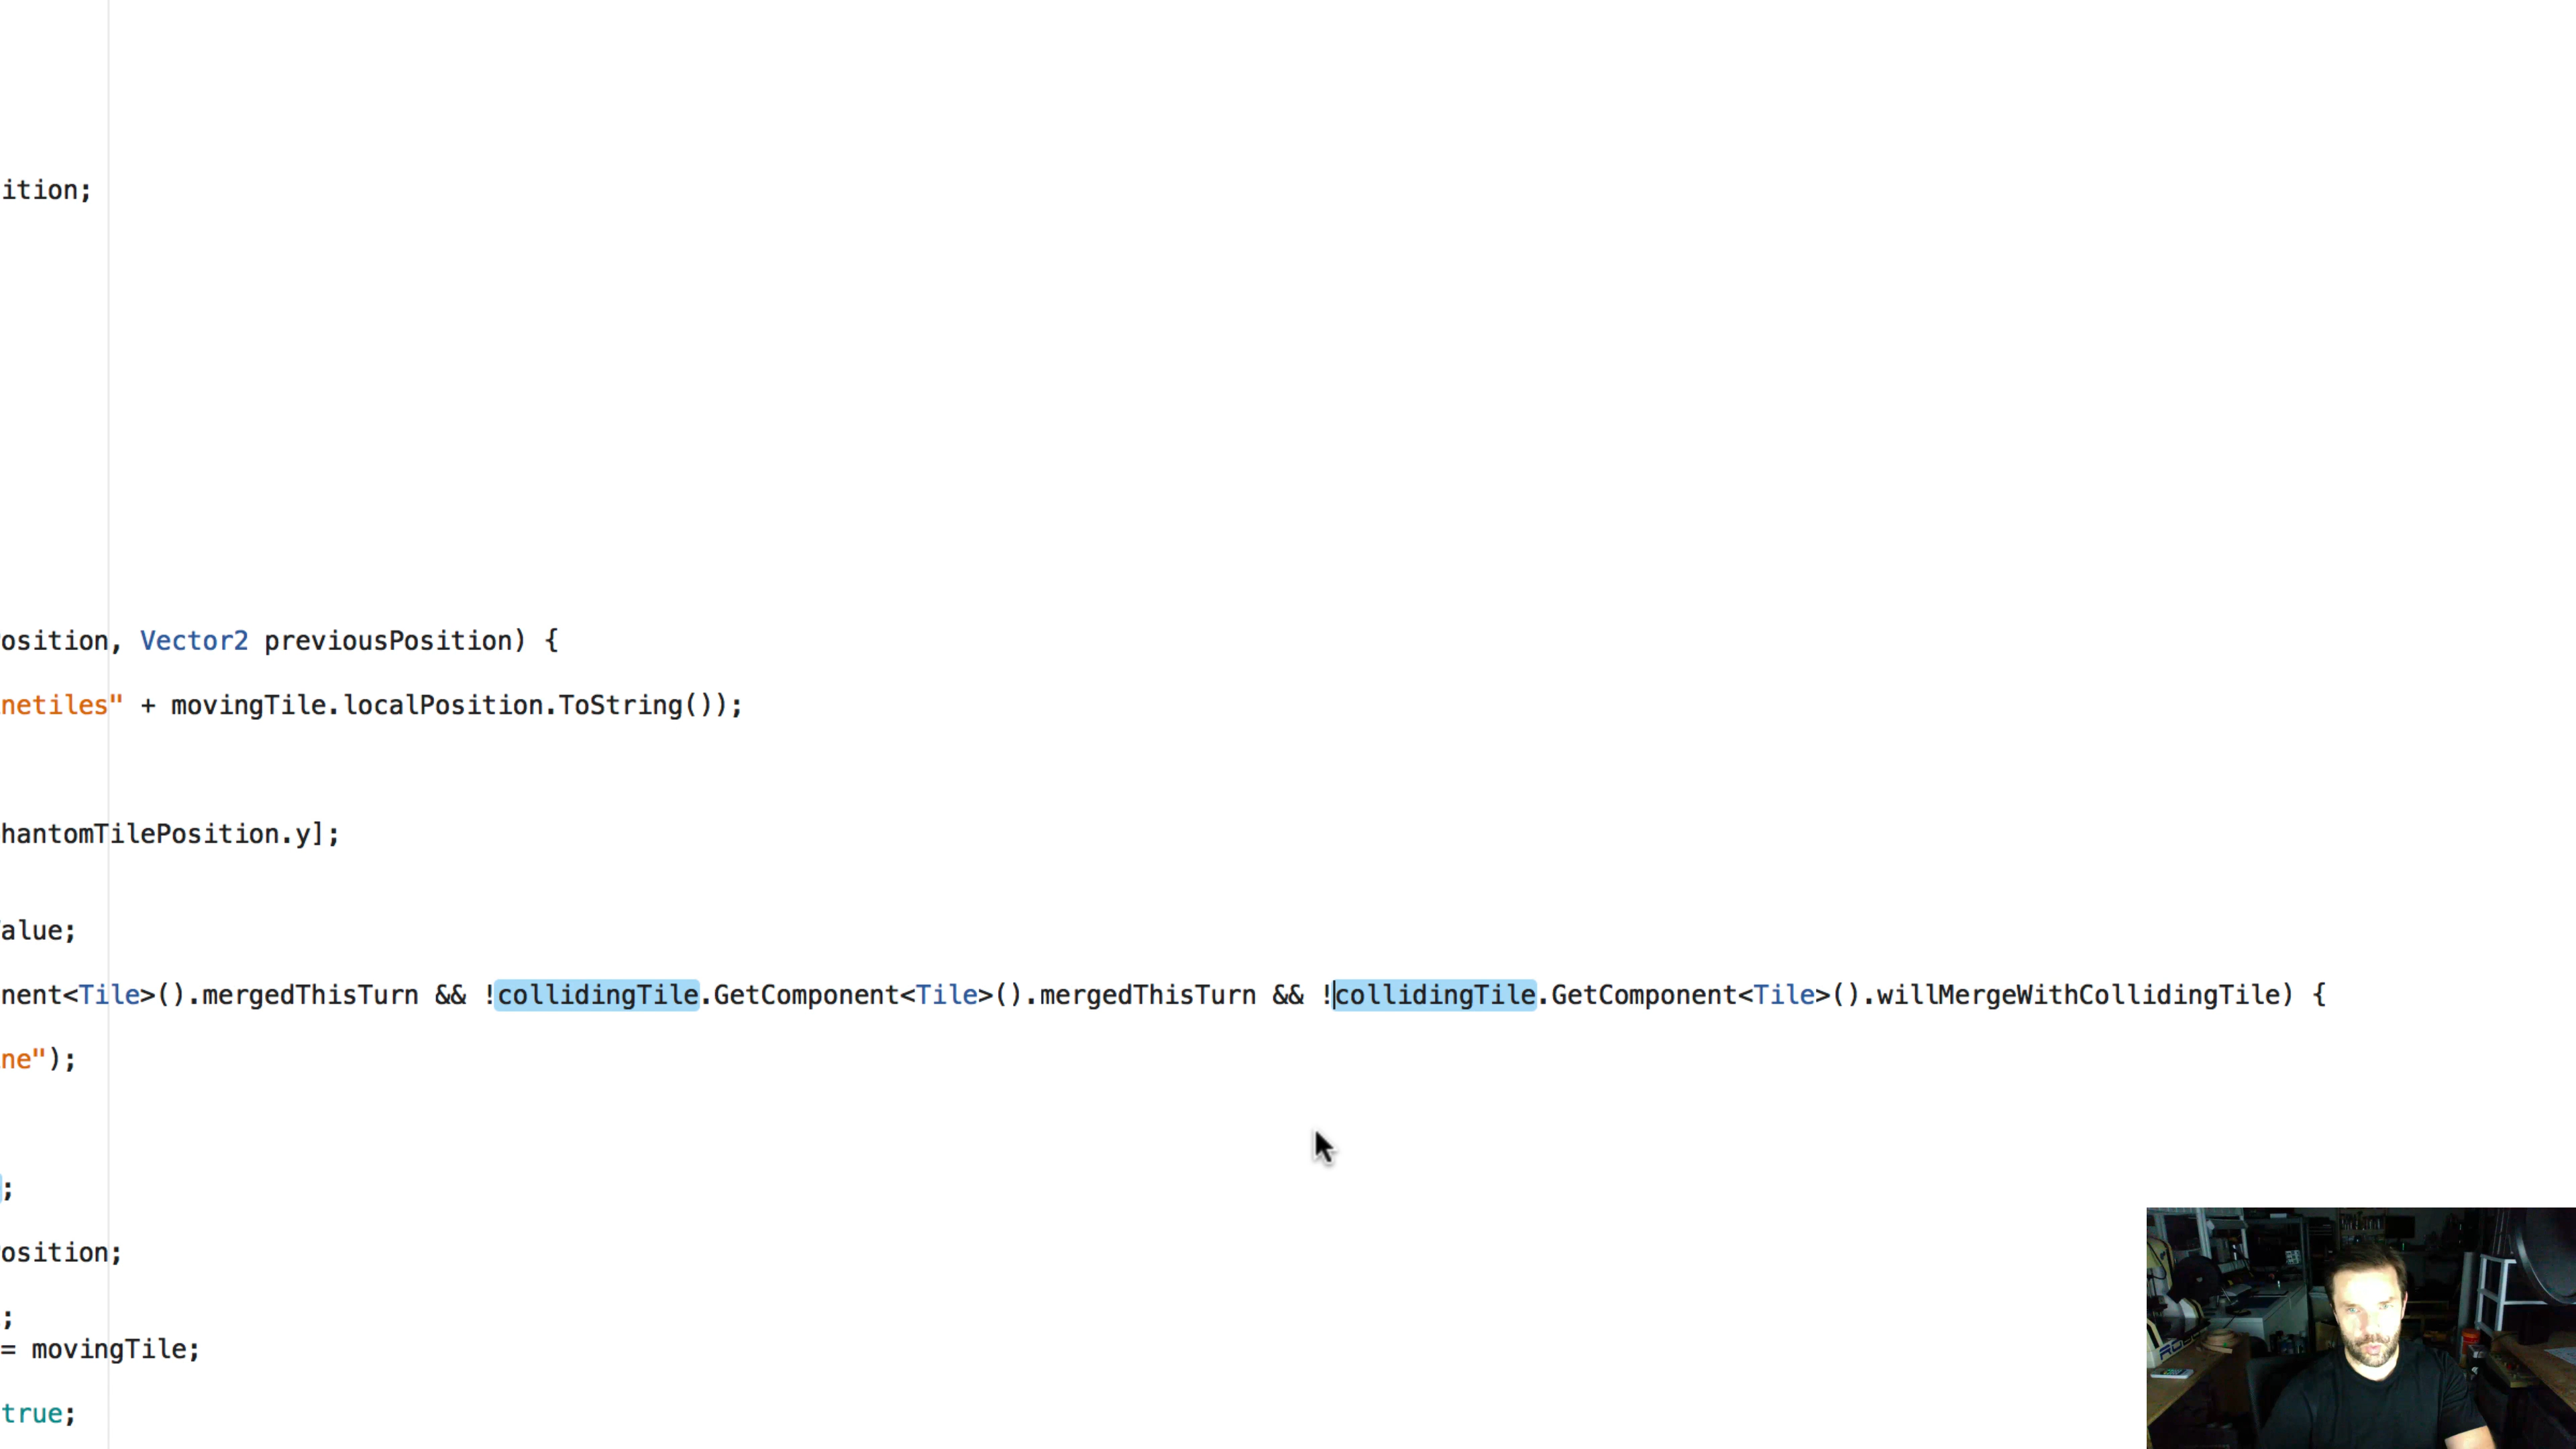 ition;
osition, Vector2 previousPosition) {
netiles" + movingTile.localPosition.ToString());
hantomTilePosition.y];
alue;
nent<Tile>().mergedThisTurn && !collidingTile.GetComponent<Tile>().mergedThisTurn && !collidingTile.GetComponent<Tile>().willMergeWithCollidingTile) {
ne");
;
osition;
;
= movingTile;
true;